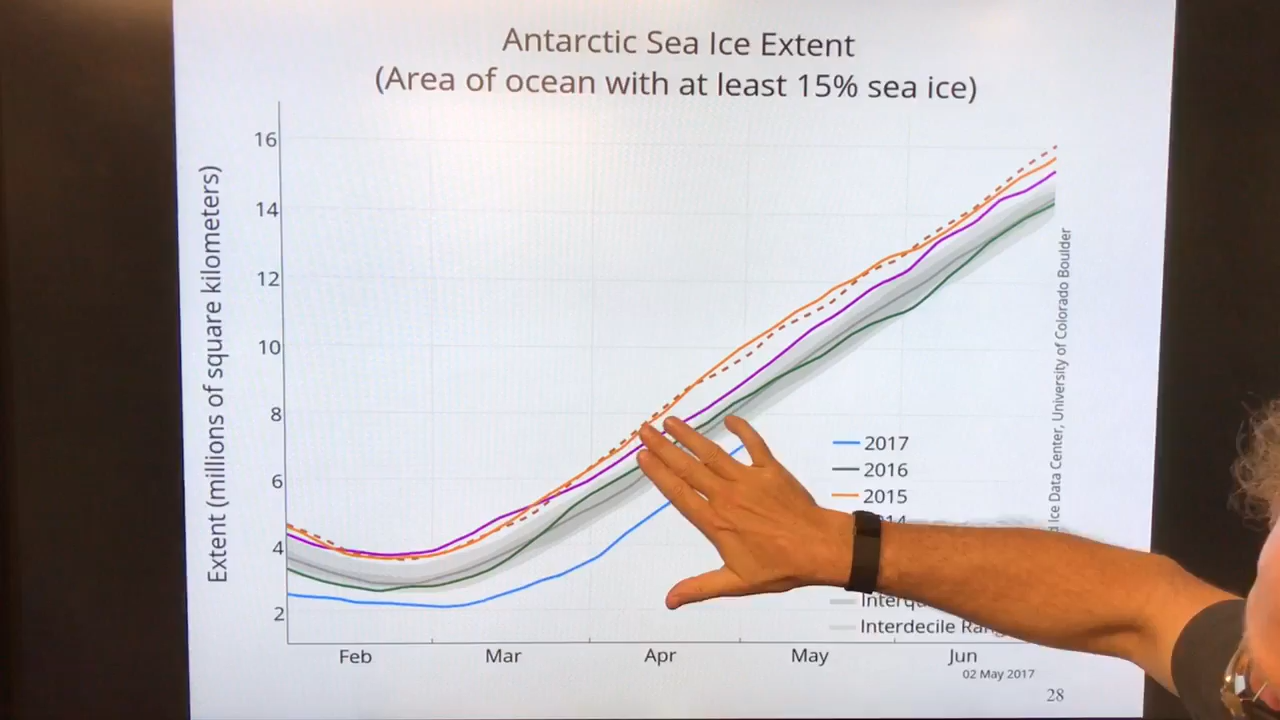 Antarctic Sea Ice Extent
(Area of ocean with at least 15% sea ice)
Extent (millions of square kilometers)
16
14
12
10
8
6
4
2
Feb
Mar
Apr
May
Jun
2017
2016
2015
Interdecile
Ice Data Center, University of Colorado Boulder
02 May 2017
28